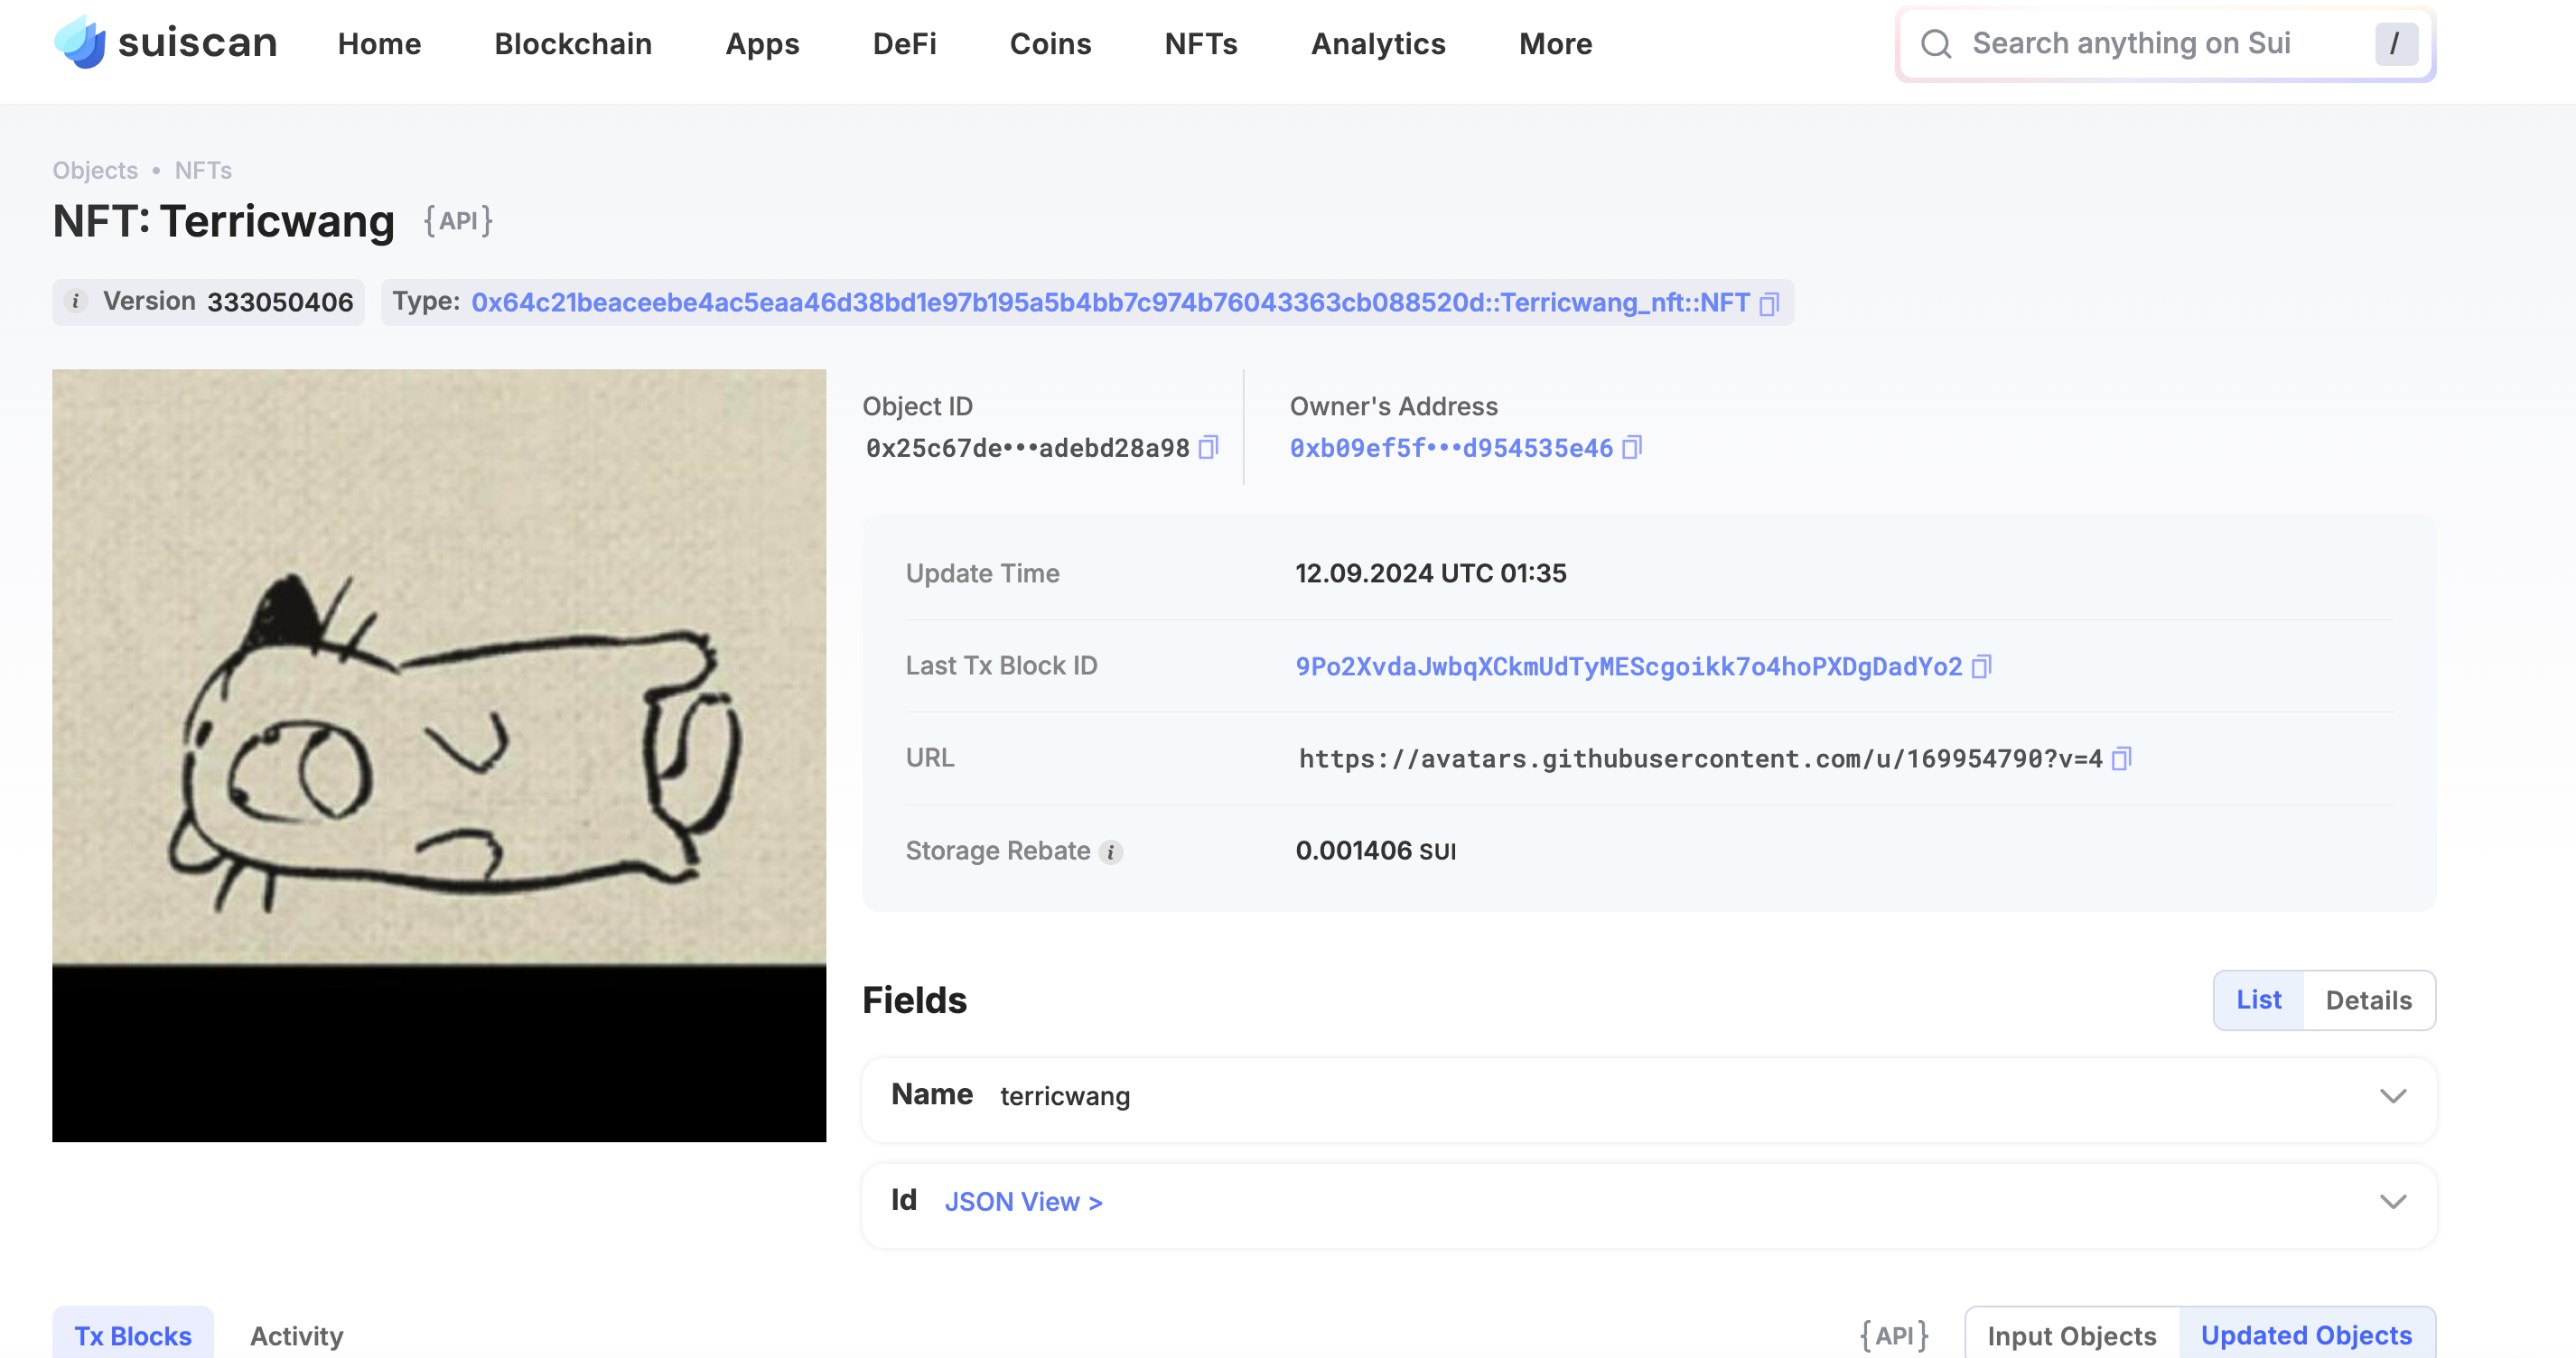 suiscan Home Blockchain Apps DeFi Coins NFTs Analytics More Search anything on Sui /
Objects • NFTs
NFT: Terricwang {API}
i Version 333050406 Type: 0x64c21beaceebe4ac5eaa46d38bd1e97b195a5b4bb7c974b76043363cb088520d::Terricwang_nft::NFT
Object ID
0x25c67de•••adebd28a98
Owner's Address
0xb09ef5f•••d954535e46
Update Time 12.09.2024 UTC 01:35
Last Tx Block ID 9Po2XvdaJwbqXCkmUdTyMEScgoikk7o4hoPXDgDadYo2
URL https://avatars.githubusercontent.com/u/169954790?v=4
Storage Rebate i 0.001406 SUI
Fields List Details
Name terricwang
Id JSON View >
Tx Blocks Activity {API} Input Objects Updated Objects